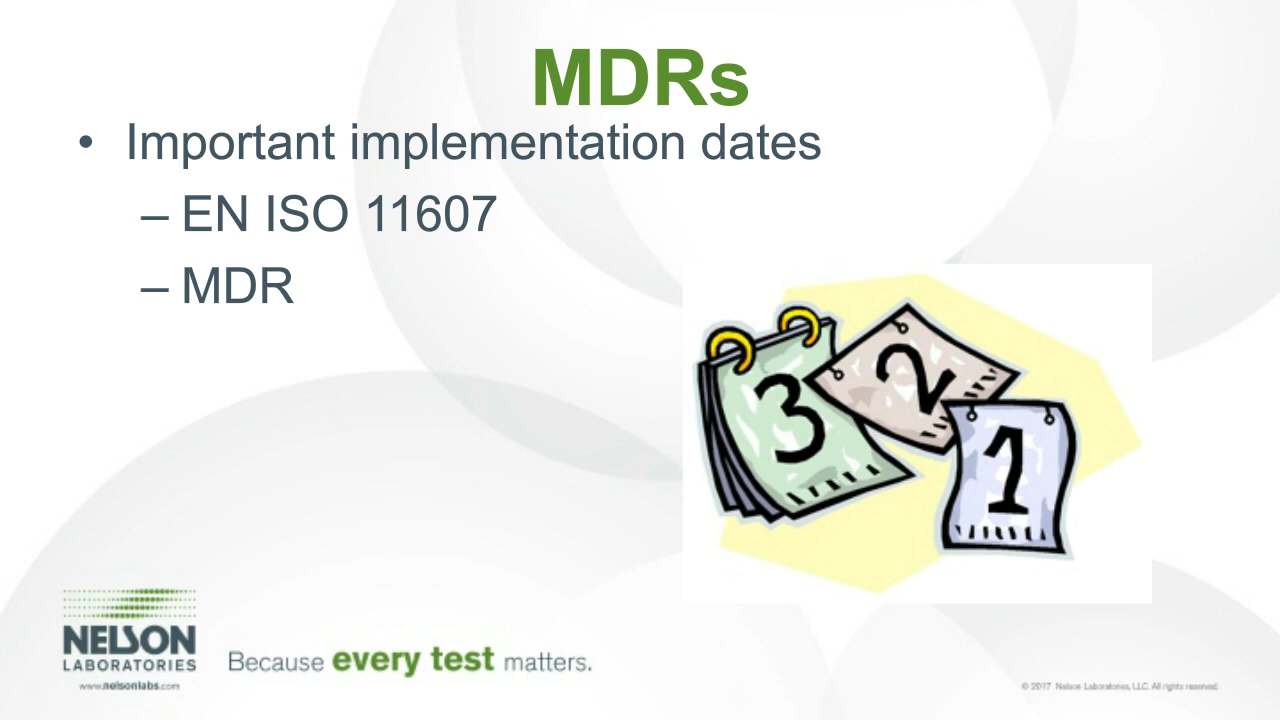 MDRs
• Important implementation dates
– EN ISO 11607
– MDR
3
2
1
NELSON
LABORATORIES
www.nelsonlabs.com
Because every test matters.
© 2017 Nelson Laboratories, LLC. All rights reserved.